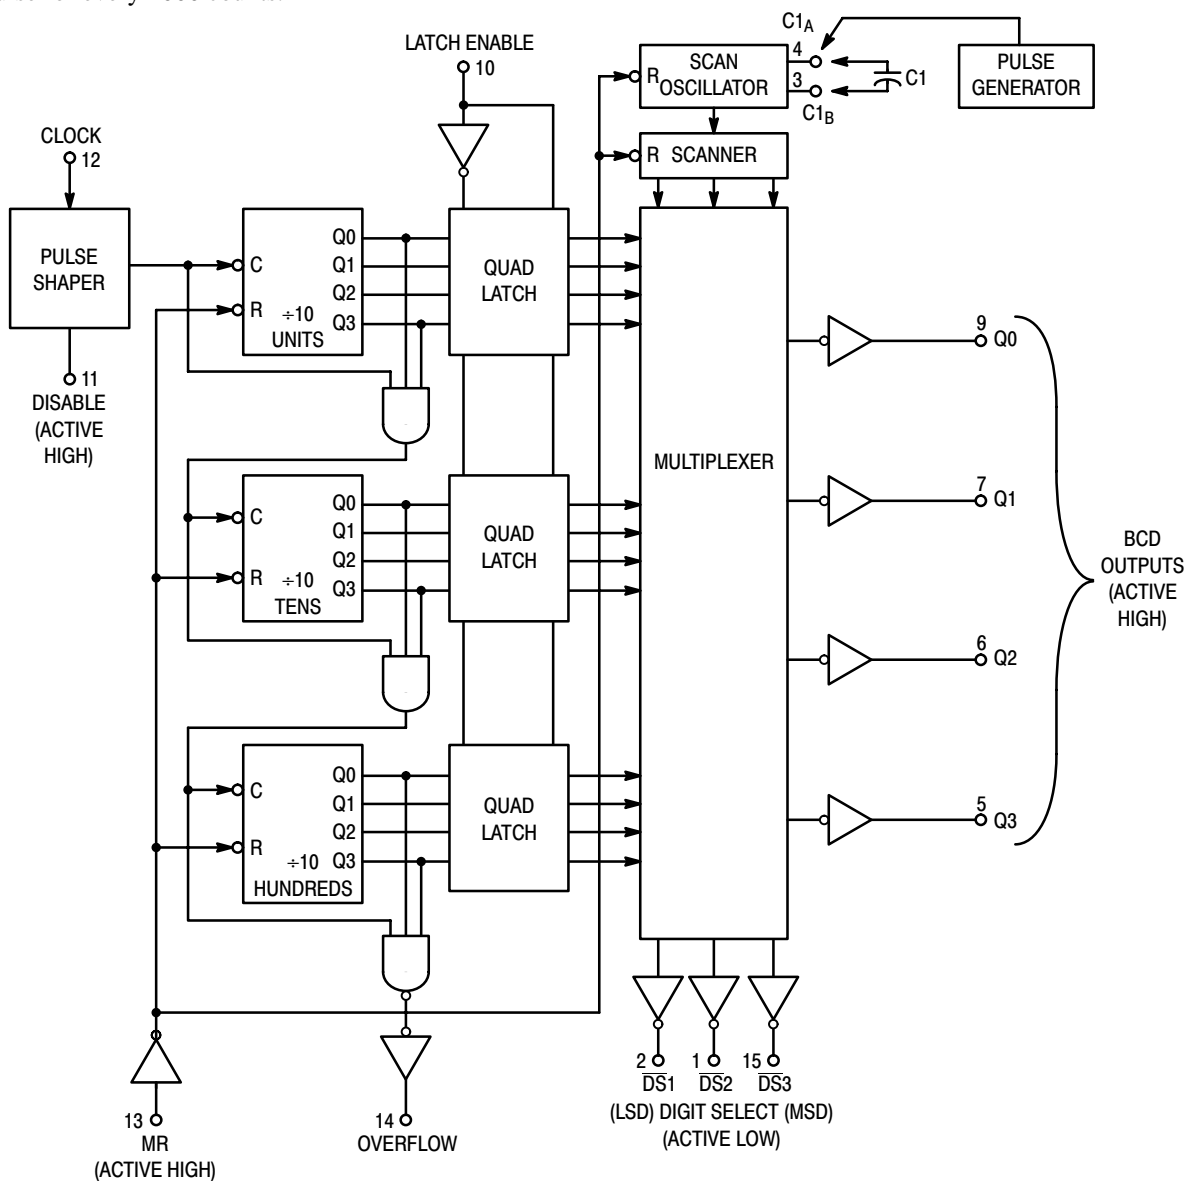 LATCH ENABLE
10
C1A
4
3
C1B
C1
SCAN
OSCILLATOR
R
PULSE
GENERATOR
CLOCK
12
R SCANNER
PULSE
SHAPER
11
DISABLE
(ACTIVE
HIGH)
C
R
÷10
UNITS
Q0
Q1
Q2
Q3
QUAD
LATCH
C
R
÷10
TENS
Q0
Q1
Q2
Q3
QUAD
LATCH
C
R
÷10
HUNDREDS
Q0
Q1
Q2
Q3
QUAD
LATCH
MULTIPLEXER
9
Q0
7
Q1
6
Q2
5
Q3
BCD
OUTPUTS
(ACTIVE
HIGH)
13
MR
(ACTIVE HIGH)
14
OVERFLOW
2
DS1
1
DS2
15
DS3
(LSD) DIGIT SELECT (MSD)
(ACTIVE LOW)